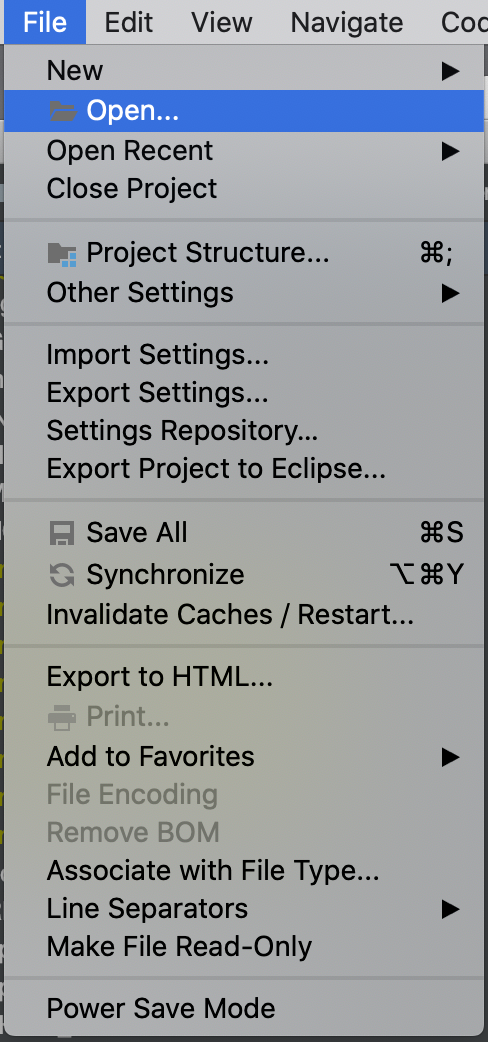 File Edit View Navigate
New
Open...
Open Recent
Close Project
Project Structure... ⌘;
Other Settings
Import Settings...
Export Settings...
Settings Repository...
Export Project to Eclipse...
Save All ⌘S
Synchronize ⌥⌘Y
Invalidate Caches / Restart...
Export to HTML...
Print...
Add to Favorites
File Encoding
Remove BOM
Associate with File Type...
Line Separators
Make File Read-Only
Power Save Mode